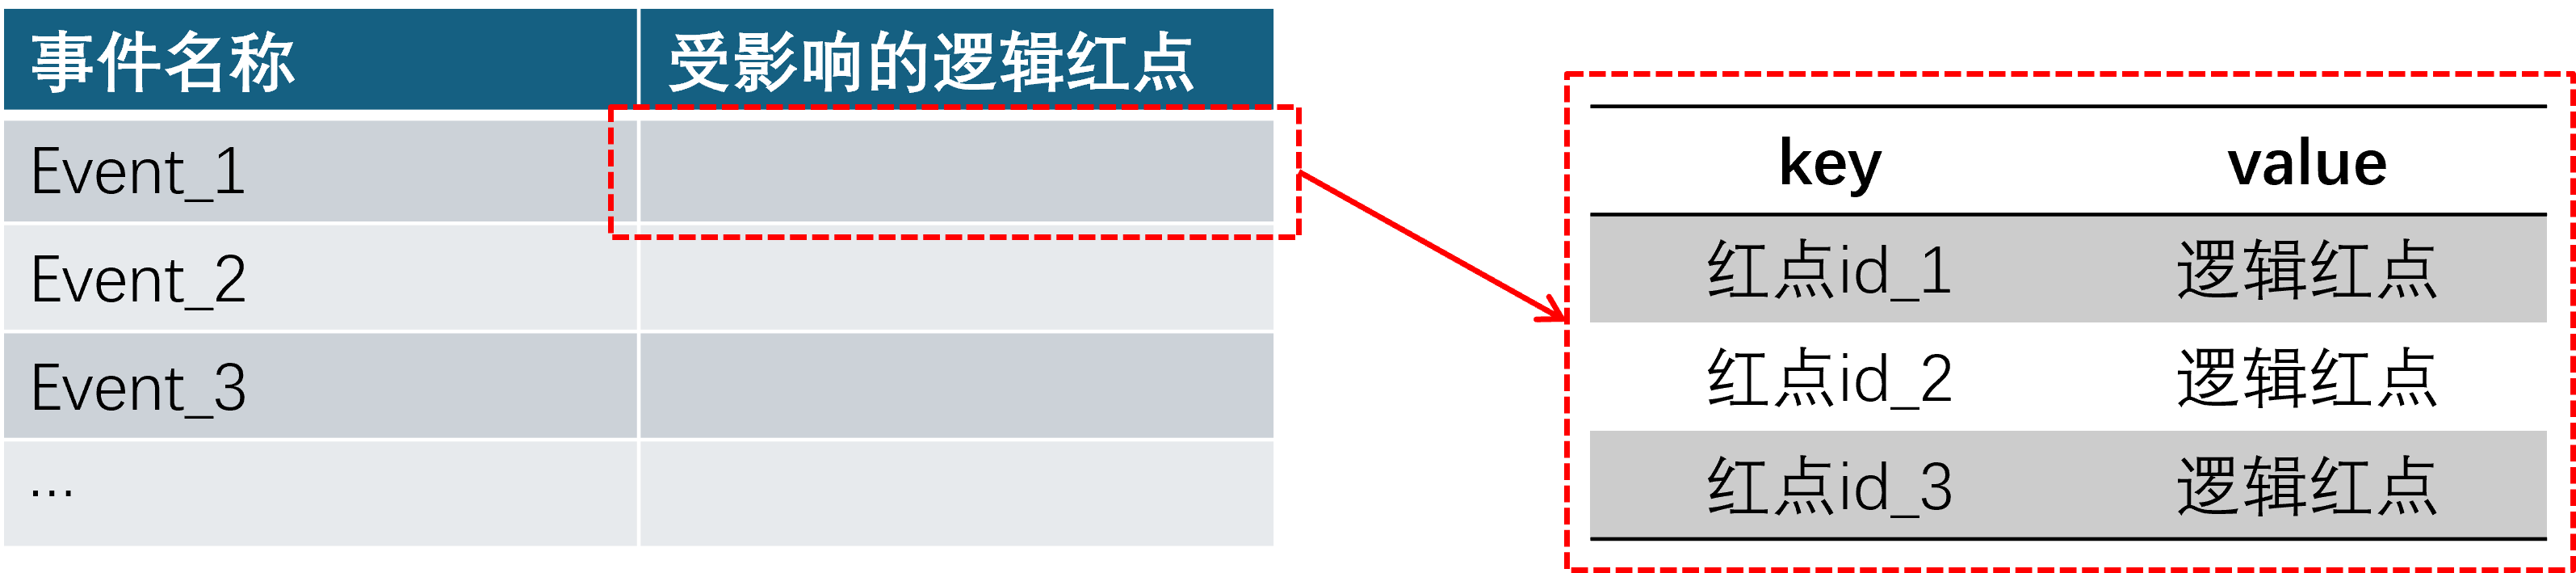 事件名称 受影响的逻辑红点
Event_1
Event_2
Event_3
...
key value
红点id_1 逻辑红点
红点id_2 逻辑红点
红点id_3 逻辑红点